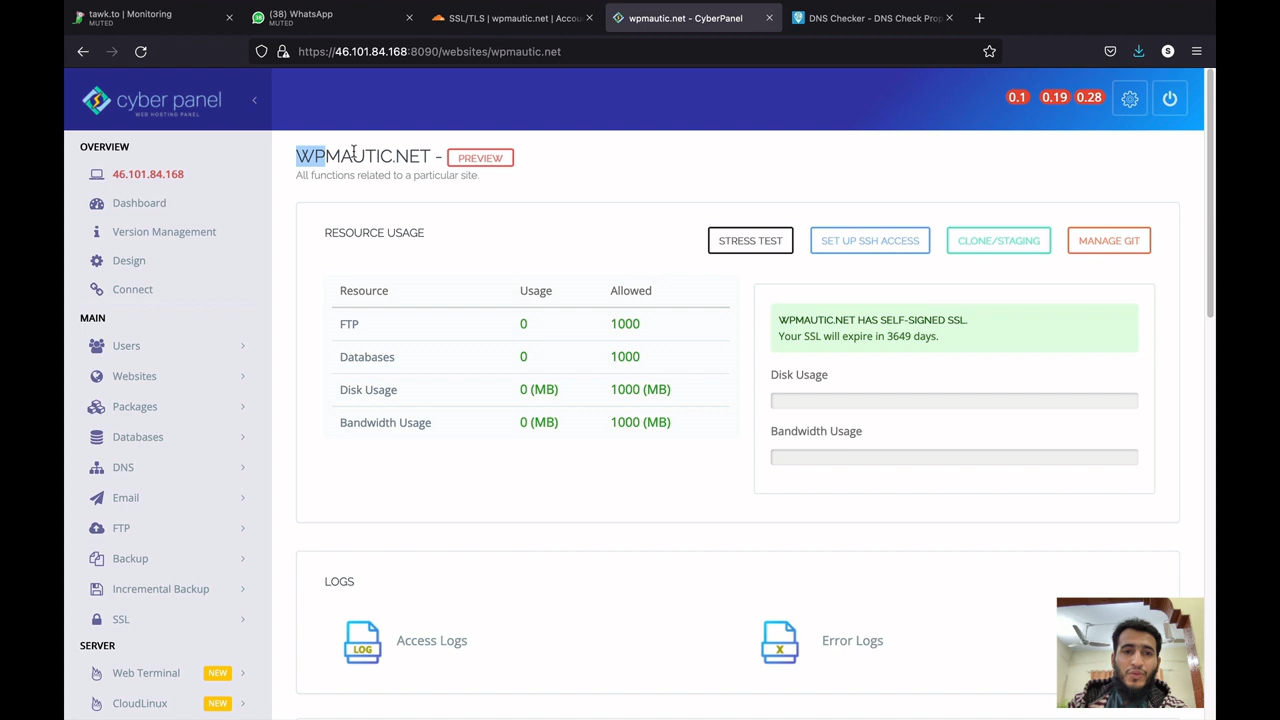 tawk.to | Monitoring
MUTED
(38) WhatsApp
MUTED
SSL/TLS | wpmautic.net | Accou
wpmautic.net - CyberPanel
DNS Checker - DNS Check Prop
https://46.101.84.168:8090/websites/wpmautic.net
S
cyber panel
WEB HOSTING PANEL
0.1 0.19 0.28
OVERVIEW
46.101.84.168
Dashboard
Version Management
Design
Connect
MAIN
Users
Websites
Packages
Databases
DNS
Email
FTP
Backup
Incremental Backup
SSL
SERVER
Web Terminal NEW
CloudLinux NEW
WPMAUTIC.NET - PREVIEW
All functions related to a particular site.
RESOURCE USAGE
STRESS TEST
SET UP SSH ACCESS
CLONE/STAGING
MANAGE GIT
Resource Usage Allowed
FTP 0 1000
Databases 0 1000
Disk Usage 0 (MB) 1000 (MB)
Bandwidth Usage 0 (MB) 1000 (MB)
WPMAUTIC.NET HAS SELF-SIGNED SSL.
Your SSL will expire in 3649 days.
Disk Usage
Bandwidth Usage
LOGS
LOG
Access Logs
X
Error Logs